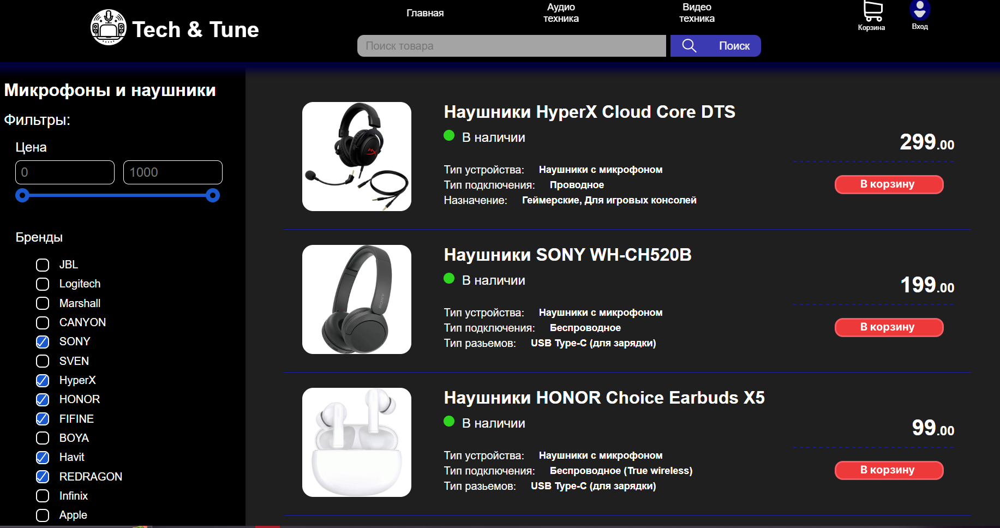 Tech & Tune
Главная
Аудио
техника
Видео
техника
Корзина
Вход
Поиск товара
Поиск
Микрофоны и наушники
Фильтры:
Цена
0
1000
Бренды
JBL
Logitech
Marshall
CANYON
SONY
SVEN
HyperX
HONOR
FIFINE
BOYA
Havit
REDRAGON
Infinix
Apple
Наушники HyperX Cloud Core DTS
В наличии
299.00
Тип устройства: Наушники с микрофоном
Тип подключения: Проводное
Назначение: Геймерские, Для игровых консолей
В корзину
Наушники SONY WH-CH520B
В наличии
199.00
Тип устройства: Наушники с микрофоном
Тип подключения: Беспроводное
Тип разьемов: USB Type-C (для зарядки)
В корзину
SONY
Наушники HONOR Choice Earbuds X5
В наличии
99.00
Тип устройства: Наушники с микрофоном
Тип подключения: Беспроводное (True wireless)
Тип разьемов: USB Type-C (для зарядки)
В корзину